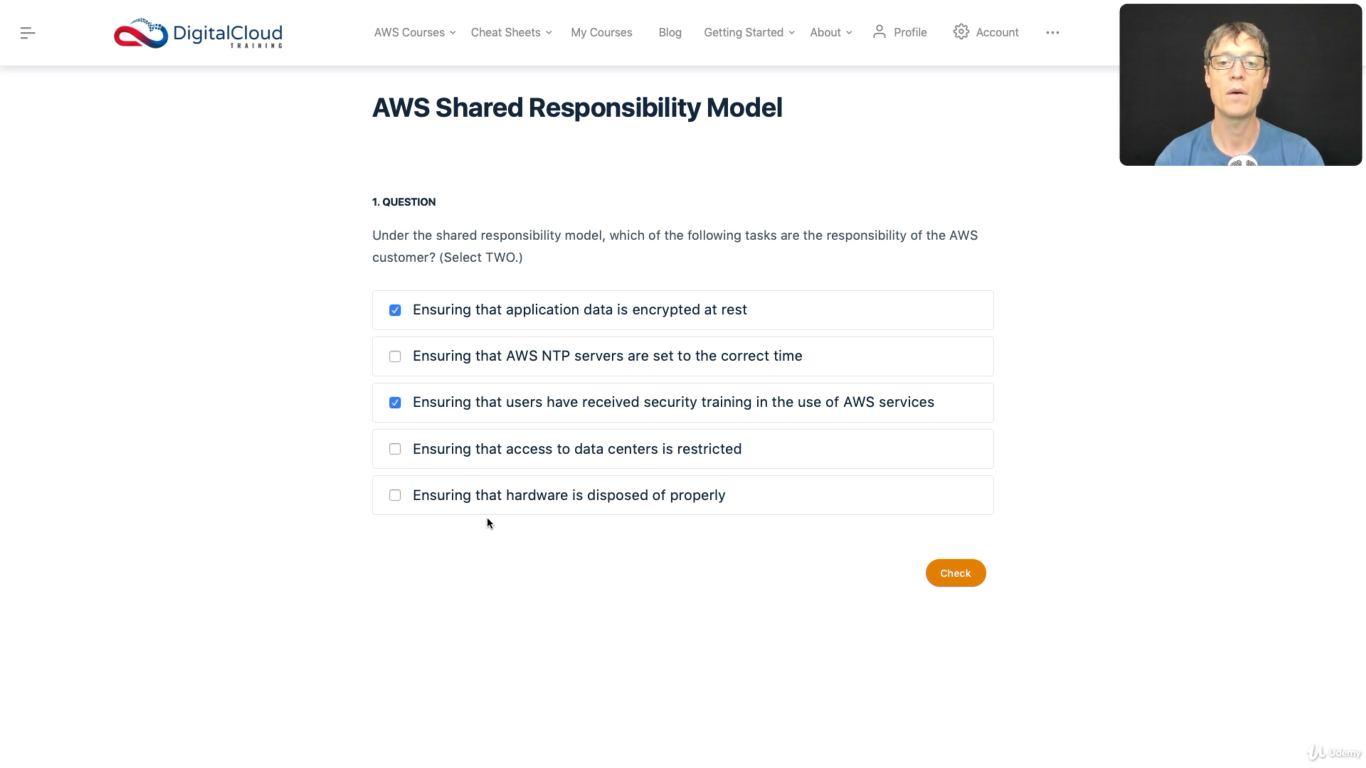 DigitalCloud
TRAINING
AWS Courses Cheat Sheets My Courses Blog Getting Started About Profile Account
AWS Shared Responsibility Model
1. QUESTION
Under the shared responsibility model, which of the following tasks are the responsibility of the AWS
customer? (Select TWO.)
Ensuring that application data is encrypted at rest
Ensuring that AWS NTP servers are set to the correct time
Ensuring that users have received security training in the use of AWS services
Ensuring that access to data centers is restricted
Ensuring that hardware is disposed of properly
Check
Udemy